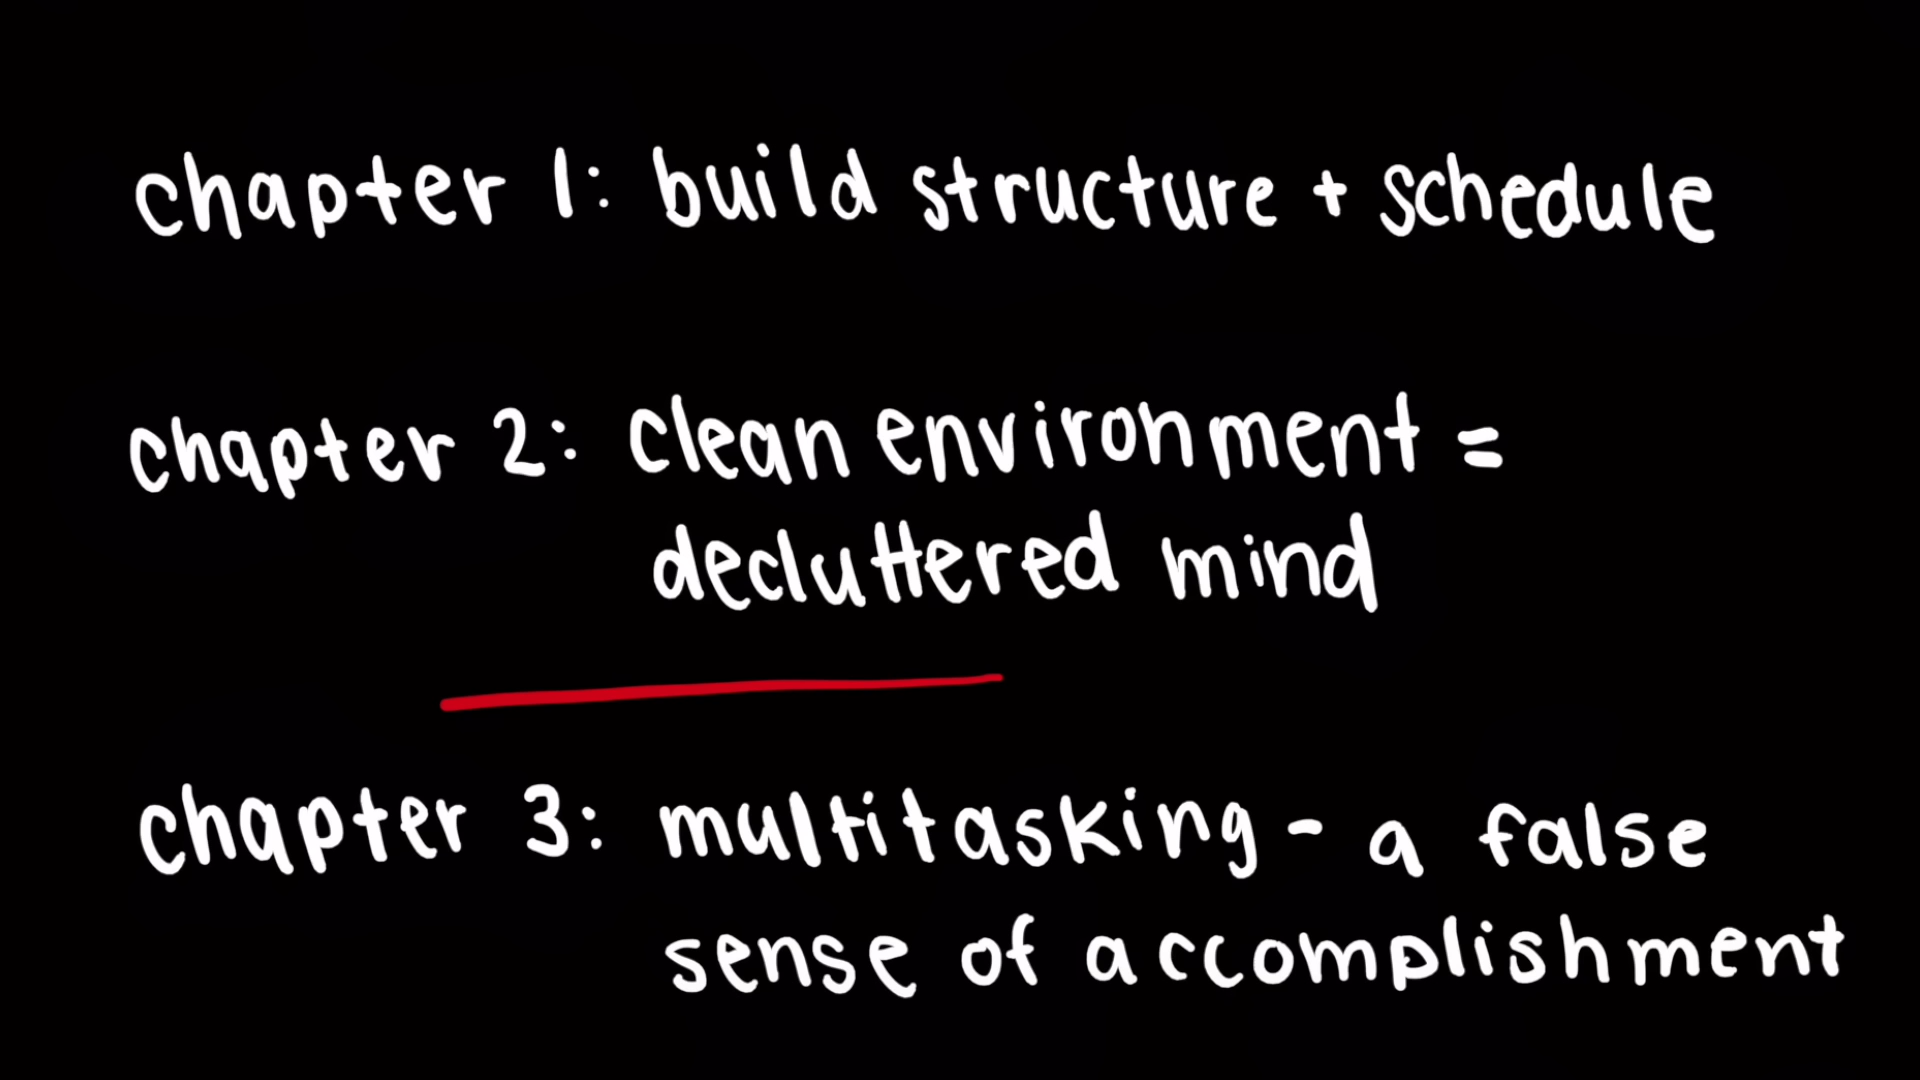 chapter 1: build structure + schedule
chapter 2: clean environment =
decluttered mind
chapter 3: multitasking - a false
sense of accomplishment